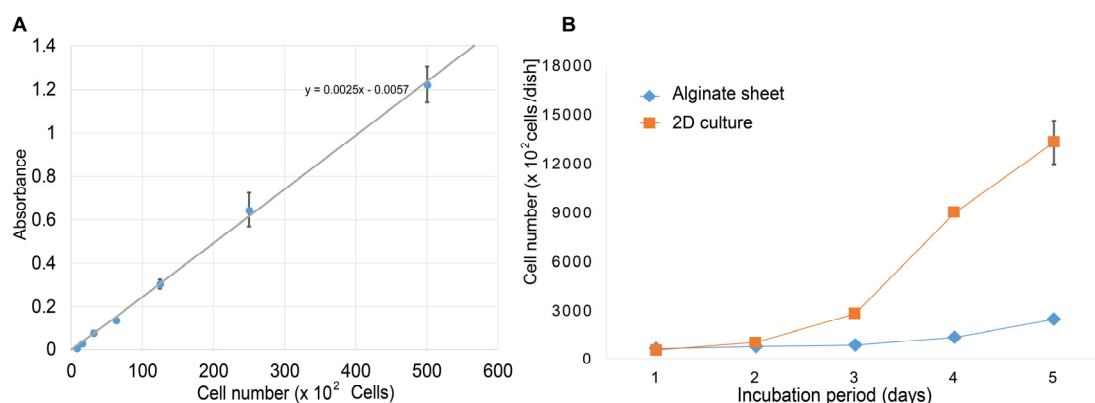 A
1.4
1.2
1
0.8
0.6
0.4
0.2
0
Absorbance
y = 0.0025x - 0.0057
0 100 200 300 400 500 600
Cell number (x 10² Cells)
B
18000
15000
12000
9000
6000
3000
0
Cell number (x 10² cells/dish]
Alginate sheet
2D culture
1 2 3 4 5
Incubation period (days)